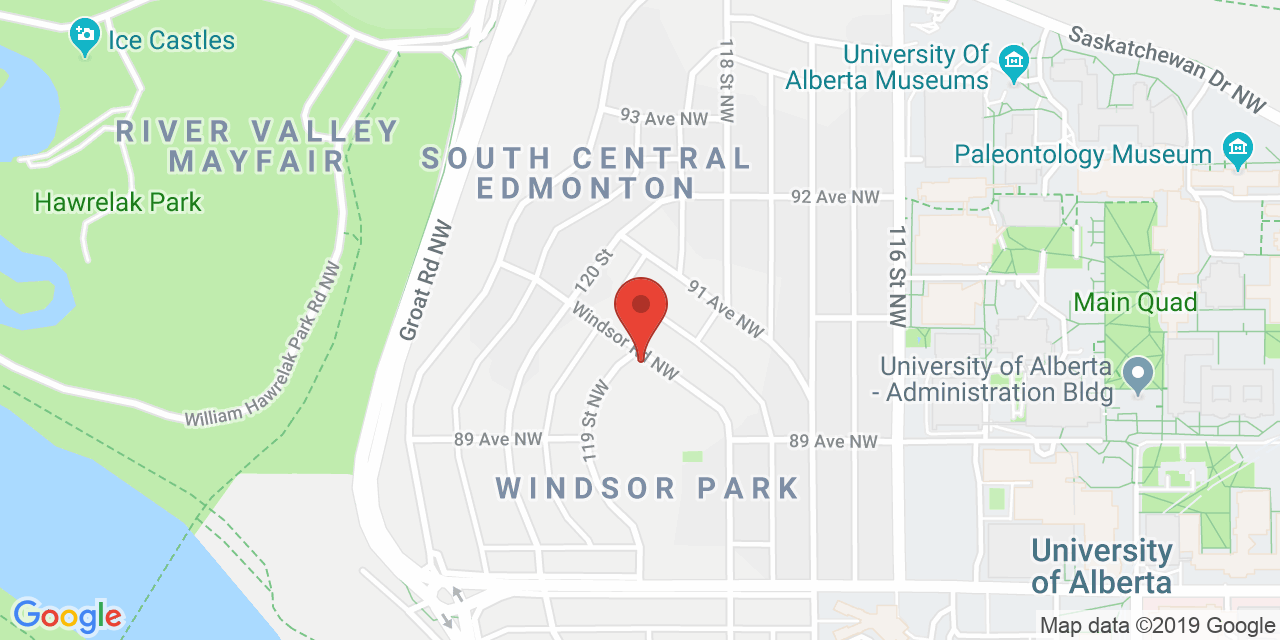 Ice Castles
RIVER VALLEY
MAYFAIR
Hawrelak Park
William Hawrelak Park Rd NW
Groat Rd NW
SOUTH CENTRAL
EDMONTON
93 Ave NW
118 St NW
University Of
Alberta Museums
Saskatchewan Dr NW
Paleontology Museum
92 Ave NW
116 St NW
120 St
91 Ave NW
Windsor Rd NW
119 St NW
Main Quad
University of Alberta
- Administration Bldg
89 Ave NW
89 Ave NW
WINDSOR PARK
University
of Alberta
Google
Map data ©2019 Google